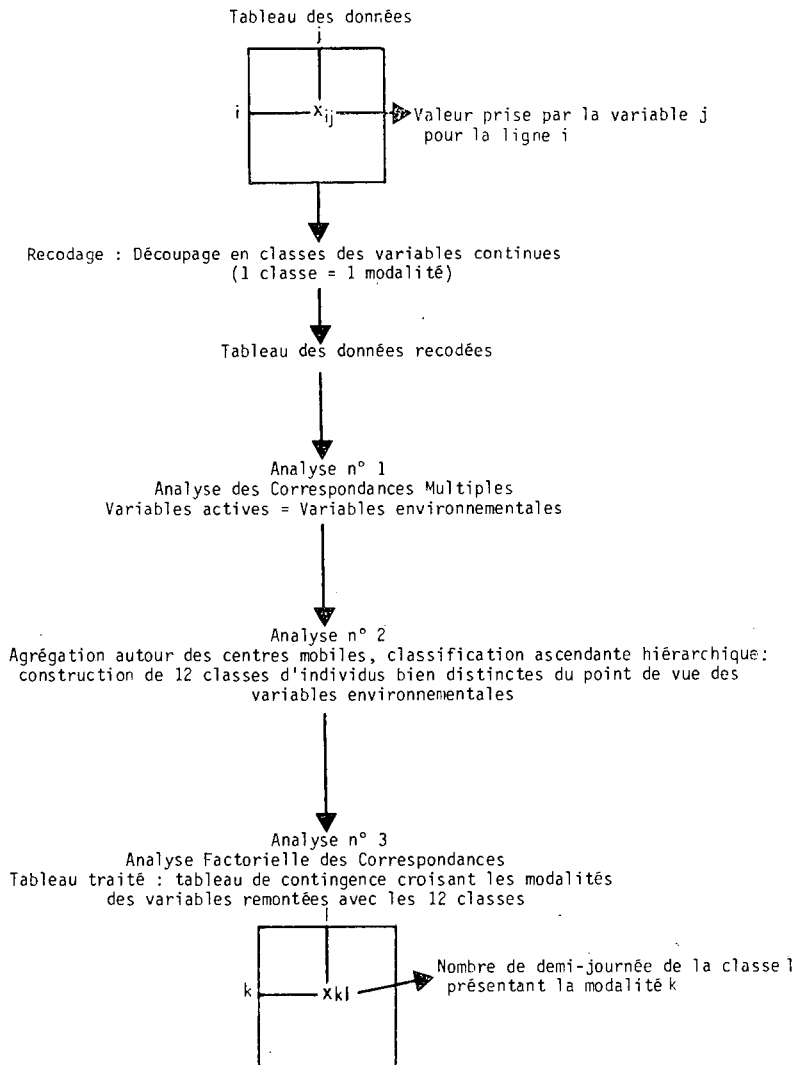 Tableau des données
j
i
x_ij
Valeur prise par la variable j
pour la ligne i
Recodage : Découpage en classes des variables continues
(1 classe = 1 modalité)
Tableau des données recodées
Analyse n° 1
Analyse des Correspondances Multiples
Variables actives = Variables environnementales
Analyse n° 2
Agrégation autour des centres mobiles, classification ascendante hiérarchique:
construction de 12 classes d'individus bien distinctes du point de vue des
variables environnementales
Analyse n° 3
Analyse Factorielle des Correspondances
Tableau traité : tableau de contingence croisant les modalités
des variables remontées avec les 12 classes
l
k
x_kl
Nombre de demi-journée de la classe l
présentant la modalité k